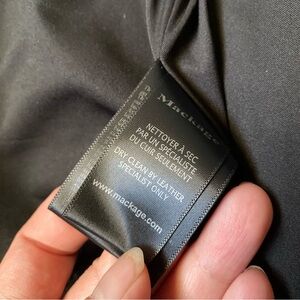 Mackage
NETTOYER À SEC
PAR UN SPÉCIALISTE
DU CUIR SEULEMENT
DRY CLEAN BY LEATHER
SPECIALIST ONLY
www.mackage.com